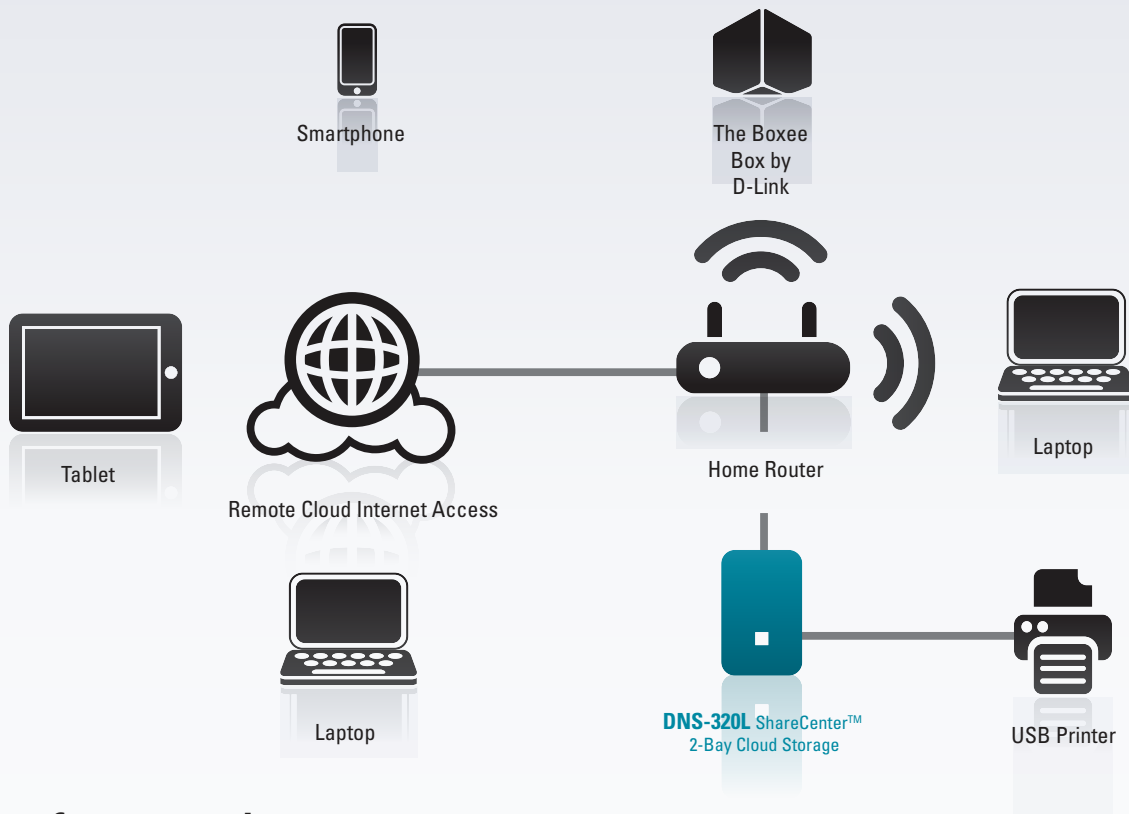 Smartphone
The Boxee
Box by
D-Link
Tablet
Remote Cloud Internet Access
Home Router
Laptop
Laptop
DNS-320L ShareCenter™
2-Bay Cloud Storage
USB Printer